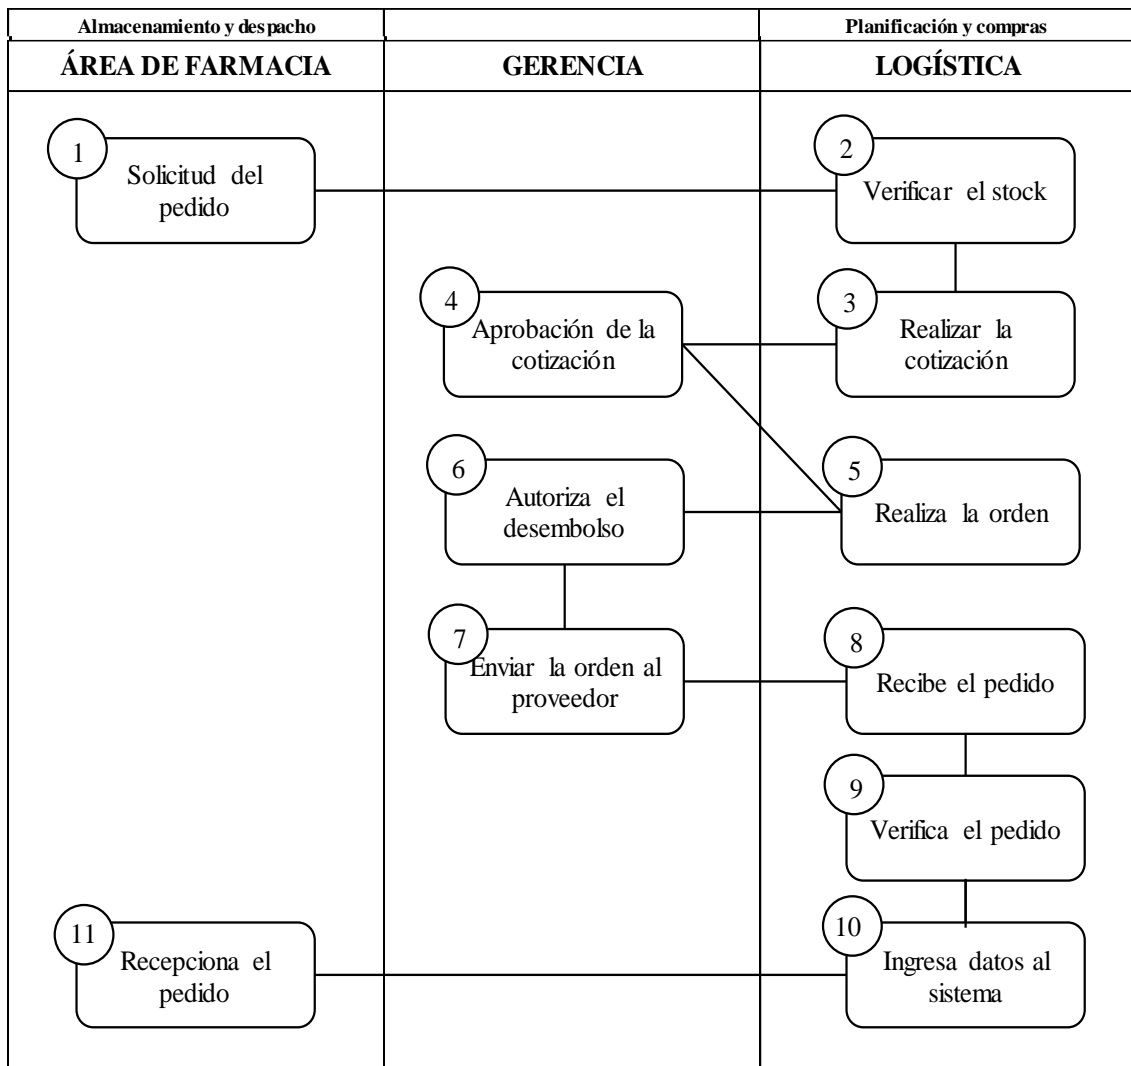 Almacenamiento y despacho
Planificación y compras
ÁREA DE FARMACIA
GERENCIA
LOGÍSTICA
1
Solicitud del
pedido
2
Verificar el stock
4
Aprobación de la
cotización
3
Realizar la
cotización
6
Autoriza el
desembolso
5
Realiza la orden
7
Enviar la orden al
proveedor
8
Recibe el pedido
9
Verifica el pedido
11
Recepciona el
pedido
10
Ingresa datos al
sistema